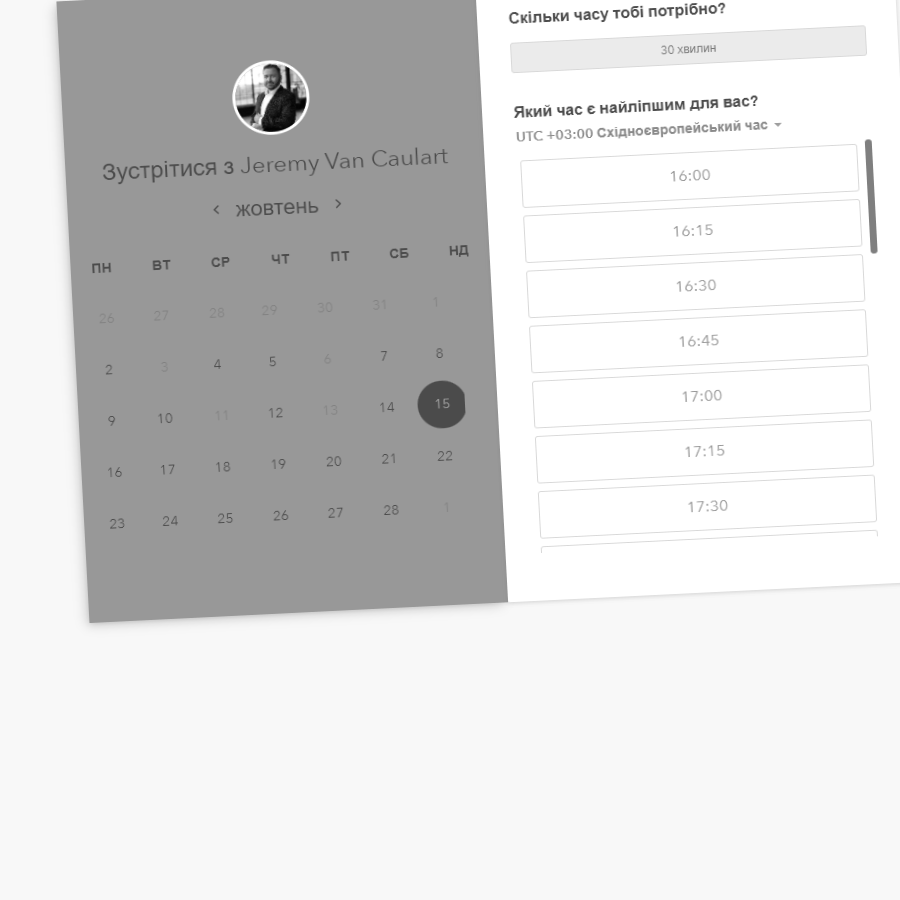 Зустрітися з Jeremy Van Caulart
жовтень
ПН ВТ СР ЧТ ПТ СБ НД
26 27 28 29 30 31 1
2 3 4 5 6 7 8
9 10 11 12 13 14 15
16 17 18 19 20 21 22
23 24 25 26 27 28 1
Скільки часу тобі потрібно?
30 хвилин
Який час є найліпшим для вас?
UTC +03:00 Східноєвропейський час
16:00
16:15
16:30
16:45
17:00
17:15
17:30